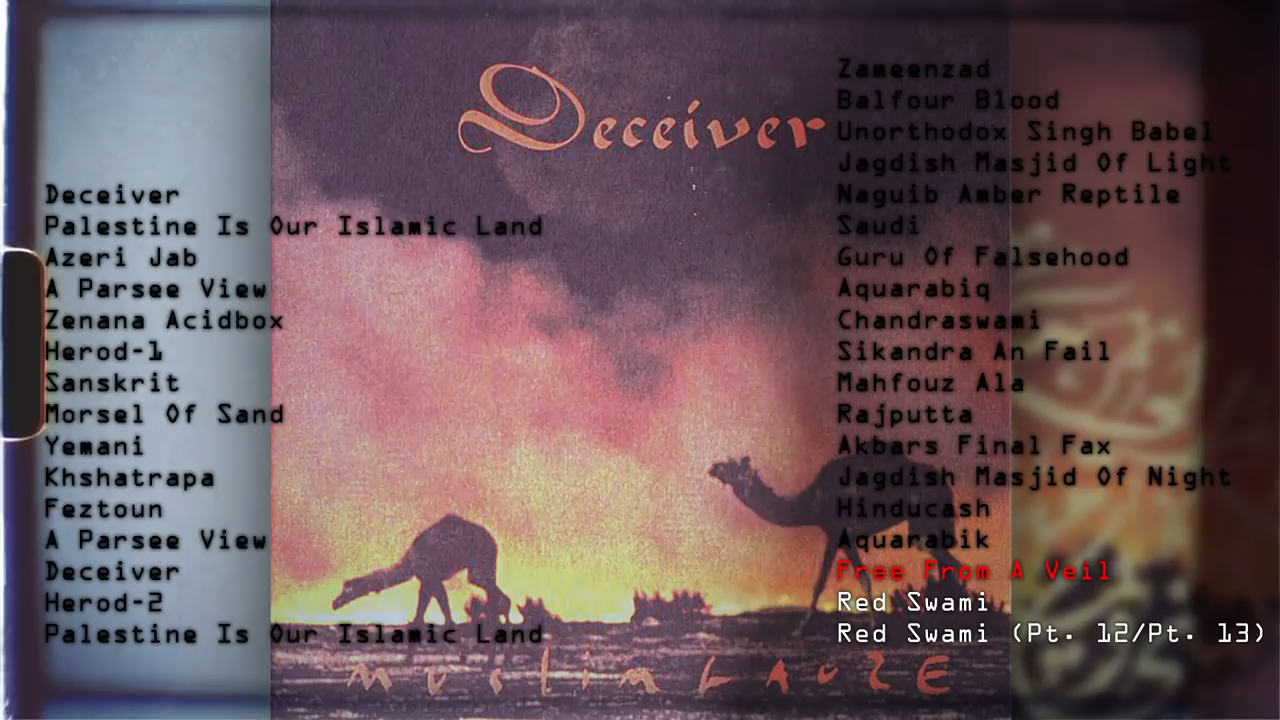 Deceiver
Deceiver
Palestine Is Our Islamic Land
Azeri Jab
A Parsee View
Zenana Acidbox
Herod-1
Sanskrit
Morsel Of Sand
Yemani
Khshatrapa
Feztoun
A Parsee View
Deceiver
Herod-2
Palestine Is Our Islamic Land
Zameenzad
Balfour Blood
Unorthodox Singh Babel
Jagdish Masjid Of Light
Naguib Amber Reptile
Saudi
Guru Of Falsehood
Aquarabiq
Chandraswami
Sikandra An Fail
Mahfouz Ala
Rajputta
Akbars Final Fax
Jagdish Masjid Of Night
Hinducash
Aquarabik
Free From A Veil
Red Swami
Red Swami (Pt. 12/Pt. 13)
muslimGAUZE